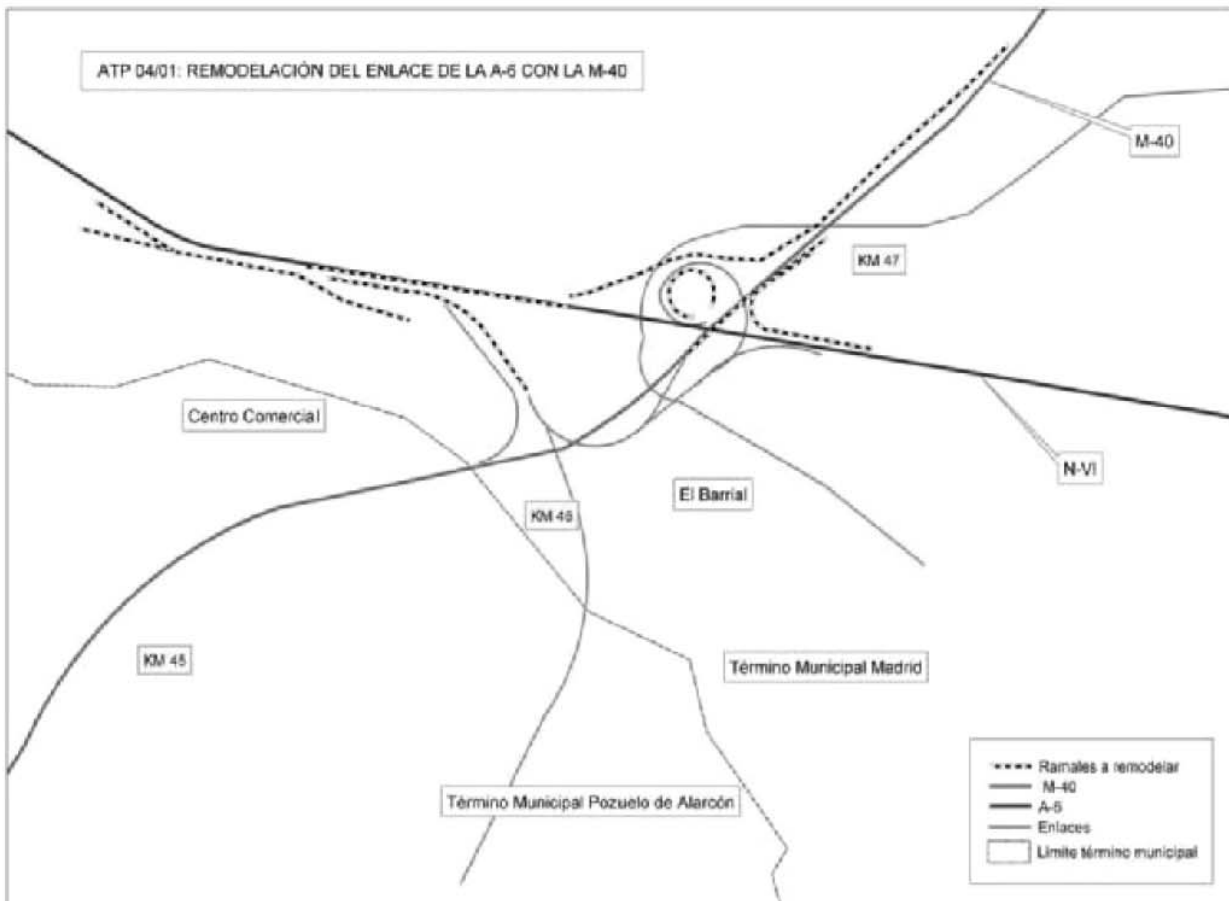 ATP 04/01: REMODELACIÓN DEL ENLACE DE LA A-6 CON LA M-40
M-40
KM 47
Centro Comercial
N-VI
El Barrial
KM 46
KM 45
Término Municipal Madrid
Término Municipal Pozuelo de Alarcón
Ramales a remodelar
M-40
A-6
Enlaces
Límite término municipal